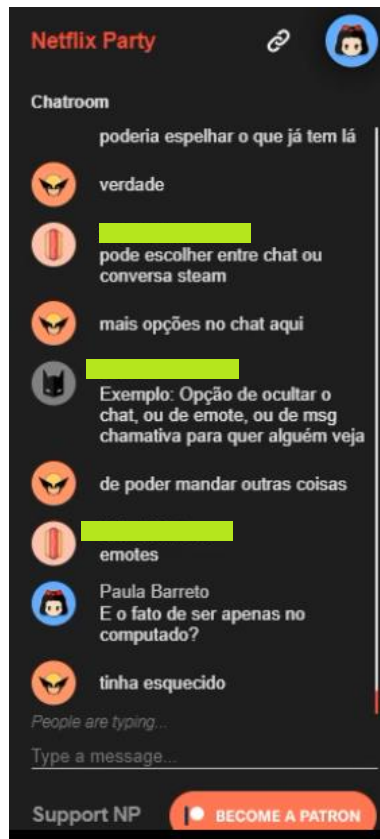 Netflix Party
Chatroom
poderia espelhar o que já tem lá
verdade
pode escolher entre chat ou
conversa steam
mais opções no chat aqui
Exemplo: Opção de ocultar o
chat, ou de emote, ou de msg
chamativa para quer alguém veja
de poder mandar outras coisas
emotes
Paula Barreto
E o fato de ser apenas no
computado?
tinha esquecido
People are typing...
Type a message...
Support NP
BECOME A PATRON